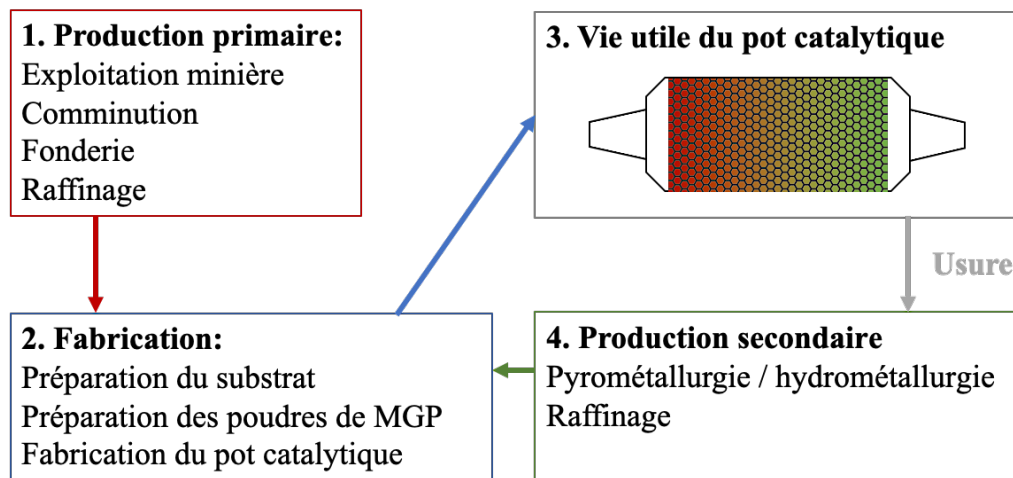 1. Production primaire:
Exploitation minière
Comminution
Fonderie
Raffinage
3. Vie utile du pot catalytique
Usure
2. Fabrication:
Préparation du substrat
Préparation des poudres de MGP
Fabrication du pot catalytique
4. Production secondaire
Pyrométallurgie / hydrométallurgie
Raffinage